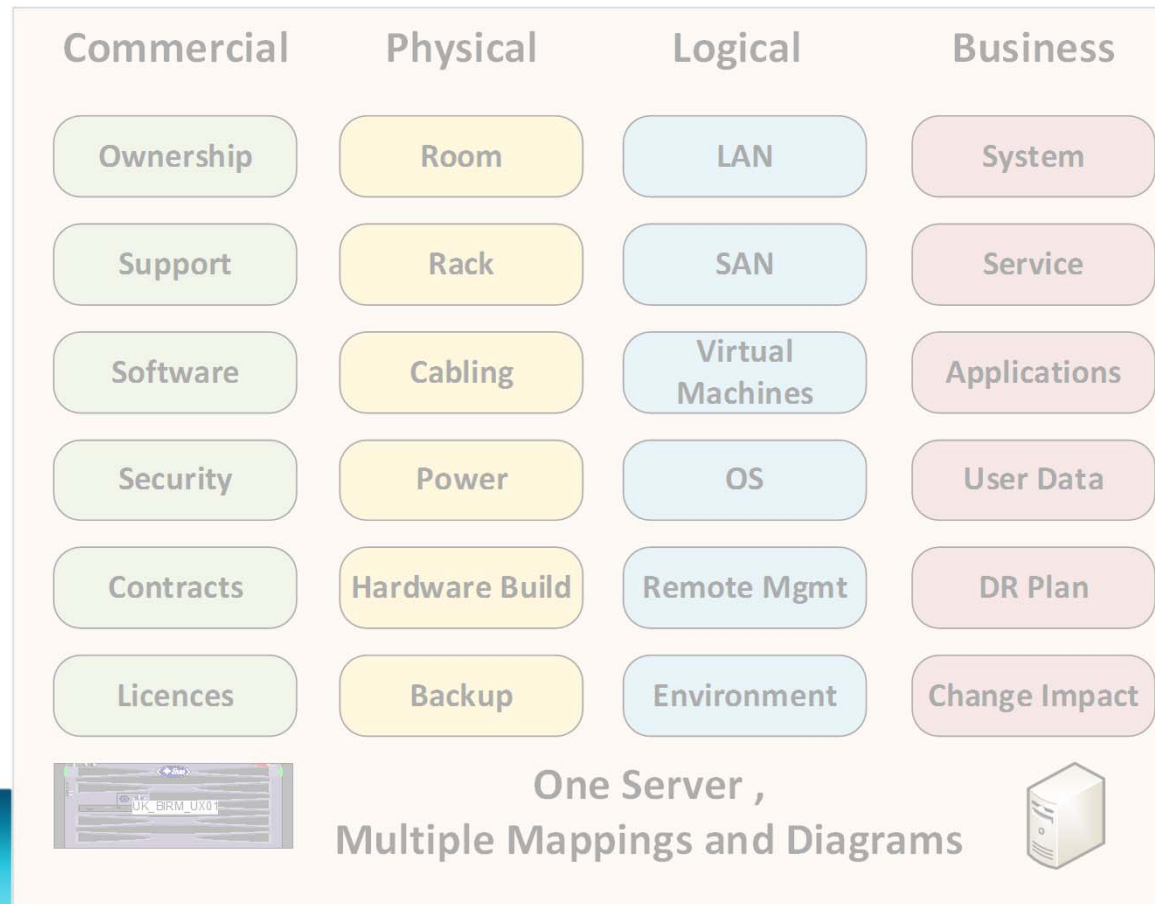 Commercial Physical Logical Business
Ownership Room LAN System
Support Rack SAN Service
Software Cabling Virtual Machines Applications
Security Power OS User Data
Contracts Hardware Build Remote Mgmt DR Plan
Licences Backup Environment Change Impact
Sun
UK_BIRM_UX01
One Server ,
Multiple Mappings and Diagrams